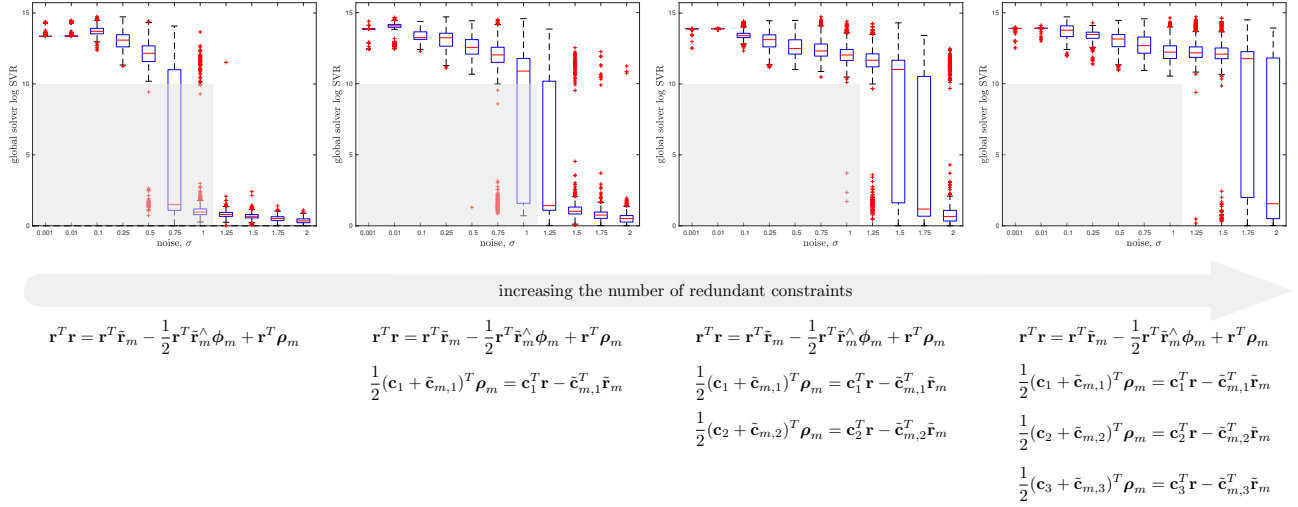 global solver log SVR
15
10
5
0
0.001 0.01 0.1 0.25 0.5 0.75 1 1.25 1.5 1.75 2
noise, σ
global solver log SVR
15
10
5
0
0.001 0.01 0.1 0.25 0.5 0.75 1 1.25 1.5 1.75 2
noise, σ
global solver log SVR
15
10
5
0
0.001 0.01 0.1 0.25 0.5 0.75 1 1.25 1.5 1.75 2
noise, σ
global solver log SVR
15
10
5
0
0.001 0.01 0.1 0.25 0.5 0.75 1 1.25 1.5 1.75 2
noise, σ
increasing the number of redundant constraints
𝐫^T 𝐫 = 𝐫^T 𝐫̃_m − 1/2 𝐫^T 𝐫̃_m^∧ ϕ_m + 𝐫^T ρ_m
𝐫^T 𝐫 = 𝐫^T 𝐫̃_m − 1/2 𝐫^T 𝐫̃_m^∧ ϕ_m + 𝐫^T ρ_m
1/2 (𝐜_1 + 𝐜̃_{m,1})^T ρ_m = 𝐜_1^T 𝐫 − 𝐜̃_{m,1}^T 𝐫̃_m
𝐫^T 𝐫 = 𝐫^T 𝐫̃_m − 1/2 𝐫^T 𝐫̃_m^∧ ϕ_m + 𝐫^T ρ_m
1/2 (𝐜_1 + 𝐜̃_{m,1})^T ρ_m = 𝐜_1^T 𝐫 − 𝐜̃_{m,1}^T 𝐫̃_m
1/2 (𝐜_2 + 𝐜̃_{m,2})^T ρ_m = 𝐜_2^T 𝐫 − 𝐜̃_{m,2}^T 𝐫̃_m
𝐫^T 𝐫 = 𝐫^T 𝐫̃_m − 1/2 𝐫^T 𝐫̃_m^∧ ϕ_m + 𝐫^T ρ_m
1/2 (𝐜_1 + 𝐜̃_{m,1})^T ρ_m = 𝐜_1^T 𝐫 − 𝐜̃_{m,1}^T 𝐫̃_m
1/2 (𝐜_2 + 𝐜̃_{m,2})^T ρ_m = 𝐜_2^T 𝐫 − 𝐜̃_{m,2}^T 𝐫̃_m
1/2 (𝐜_3 + 𝐜̃_{m,3})^T ρ_m = 𝐜_3^T 𝐫 − 𝐜̃_{m,3}^T 𝐫̃_m